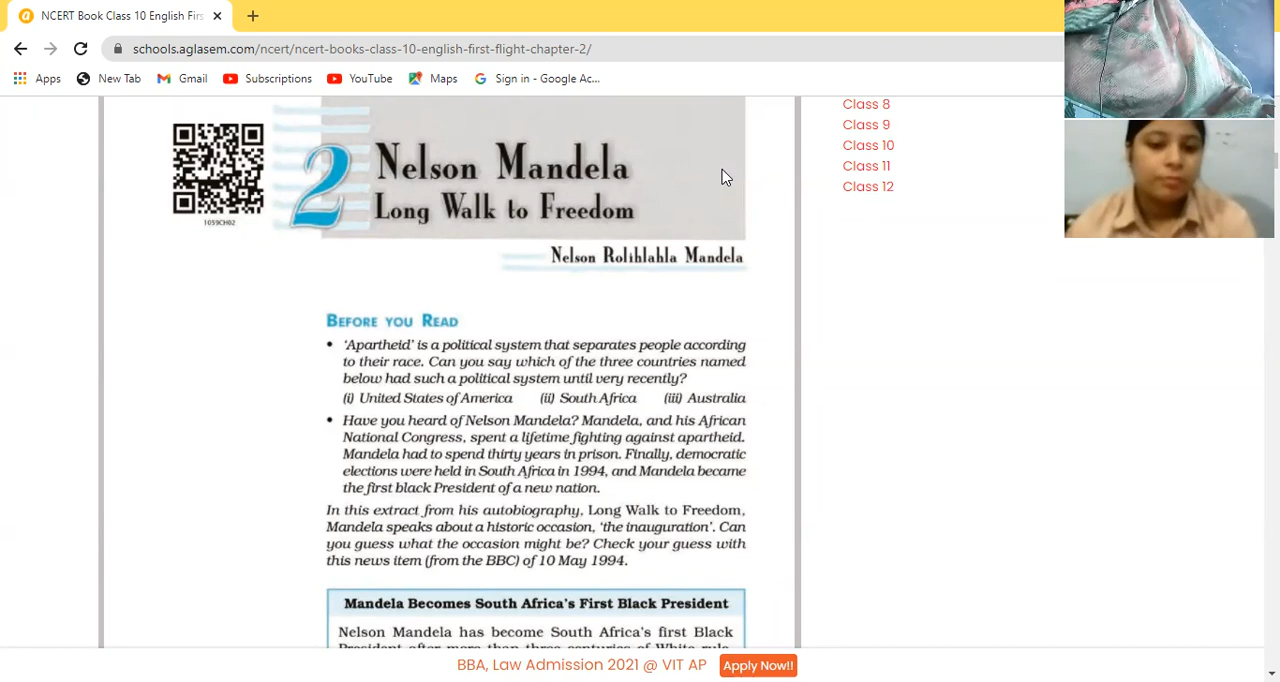 NCERT Book Class 10 English Firs
schools.aglasem.com/ncert/ncert-books-class-10-english-first-flight-chapter-2/
Apps New Tab Gmail Subscriptions YouTube Maps Sign in - Google Ac...
1059CH02
2
Nelson Mandela
Long Walk to Freedom
Nelson Rolihlahla Mandela
BEFORE YOU READ
• 'Apartheid' is a political system that separates people according
to their race. Can you say which of the three countries named
below had such a political system until very recently?
(i) United States of America (ii) South Africa (iii) Australia
• Have you heard of Nelson Mandela? Mandela, and his African
National Congress, spent a lifetime fighting against apartheid.
Mandela had to spend thirty years in prison. Finally, democratic
elections were held in South Africa in 1994, and Mandela became
the first black President of a new nation.
In this extract from his autobiography, Long Walk to Freedom,
Mandela speaks about a historic occasion, 'the inauguration'. Can
you guess what the occasion might be? Check your guess with
this news item (from the BBC) of 10 May 1994.
Mandela Becomes South Africa's First Black President
Nelson Mandela has become South Africa's first Black
President after more than three centuries of White rule.
Class 8
Class 9
Class 10
Class 11
Class 12
BBA, Law Admission 2021 @ VIT AP Apply Now!!